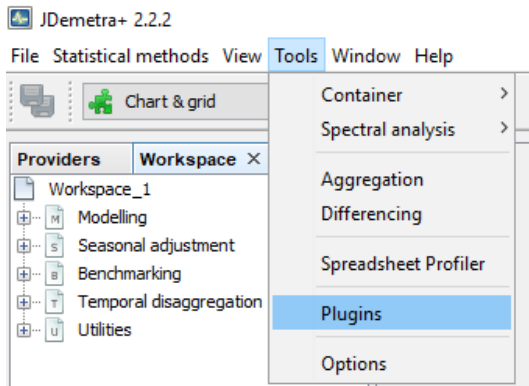 JDemetra+ 2.2.2
File Statistical methods View Tools Window Help
Chart & grid
Container
Spectral analysis
Aggregation
Differencing
Spreadsheet Profiler
Plugins
Options
Providers Workspace
Workspace_1
M Modelling
S Seasonal adjustment
B Benchmarking
T Temporal disaggregation
U Utilities